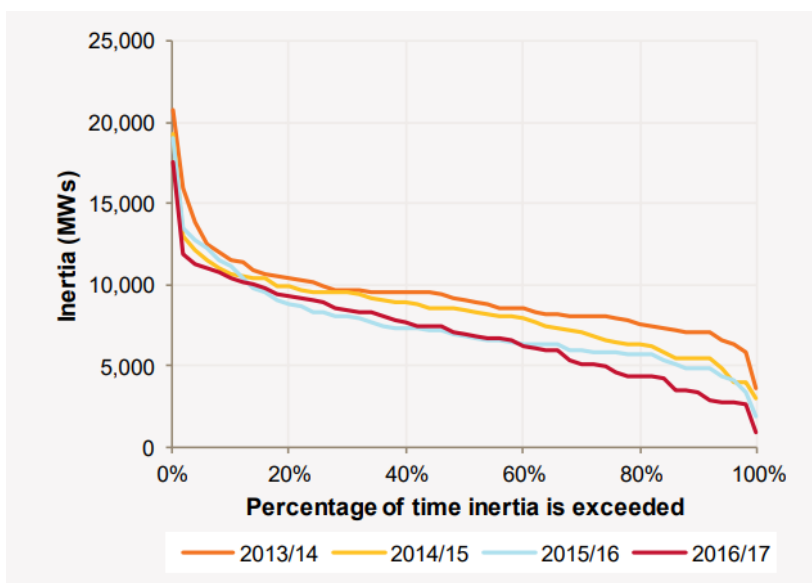 25,000
20,000
15,000
10,000
5,000
0
Inertia (MWs)
0% 20% 40% 60% 80% 100%
Percentage of time inertia is exceeded
2013/14 2014/15 2015/16 2016/17